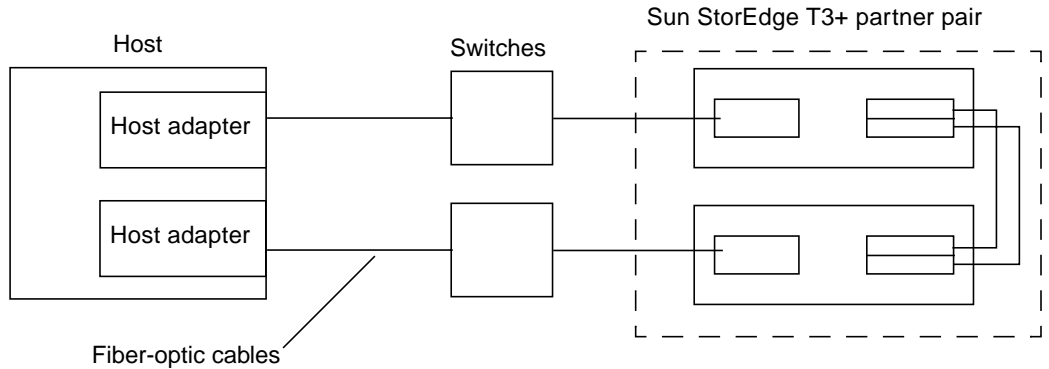 Sun StorEdge T3+ partner pair
Host
Switches
Host adapter
Host adapter
Fiber-optic cables